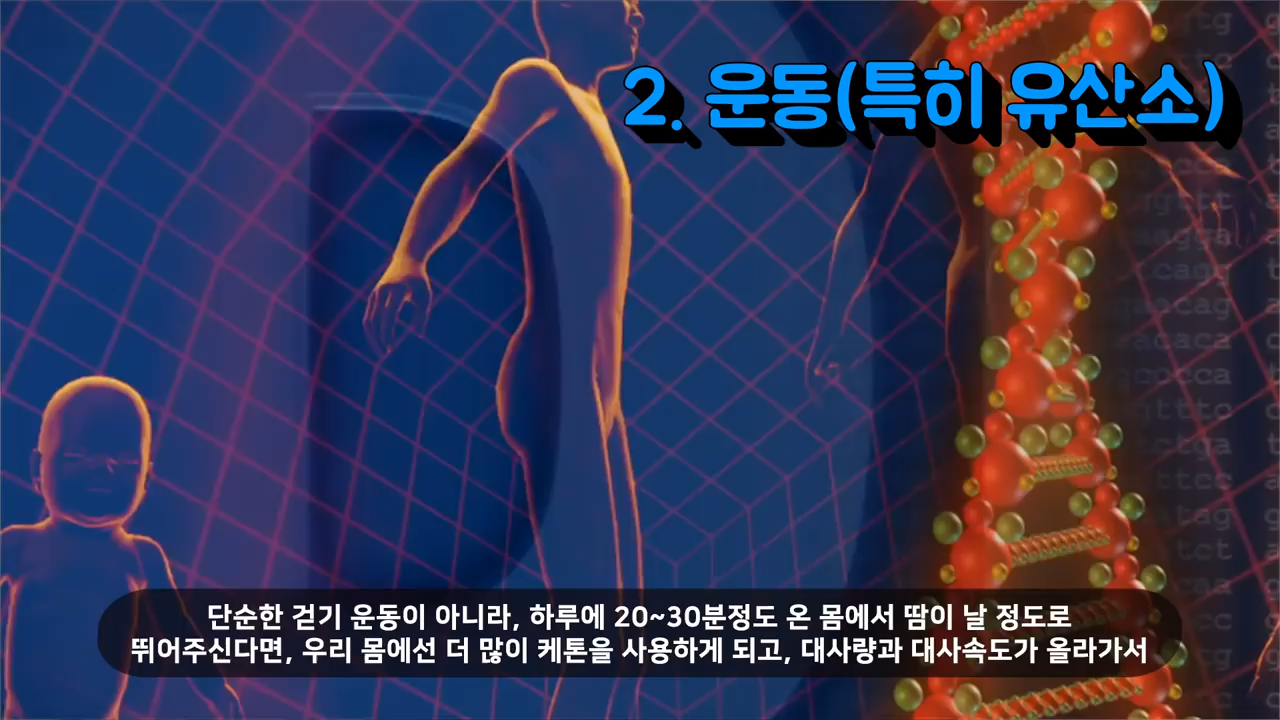 2. 운동(특히 유산소)
단순한 걷기 운동이 아니라, 하루에 20~30분정도 온 몸에서 땀이 날 정도로
뛰어주신다면, 우리 몸에선 더 많이 케톤을 사용하게 되고, 대사량과 대사속도가 올라가서